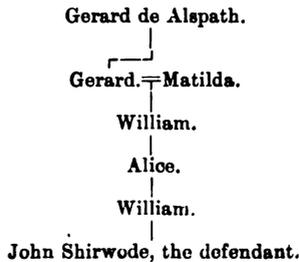 Gerard de Alspath.
Gerard.=Matilda.
William.
Alice.
William.
John Shirwode, the defendant.